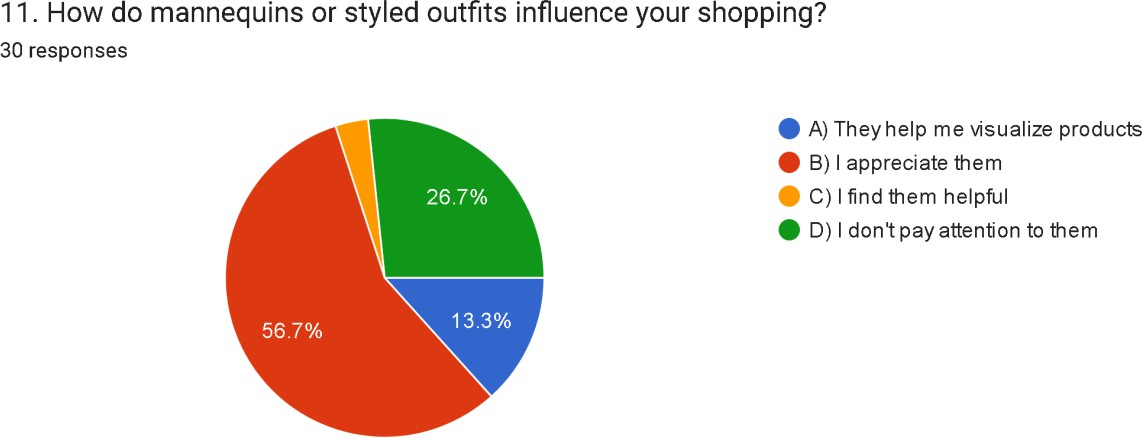 11. How do mannequins or styled outfits influence your shopping?
30 responses
A) They help me visualize products
B) I appreciate them
C) I find them helpful
D) I don't pay attention to them
26.7%
13.3%
56.7%